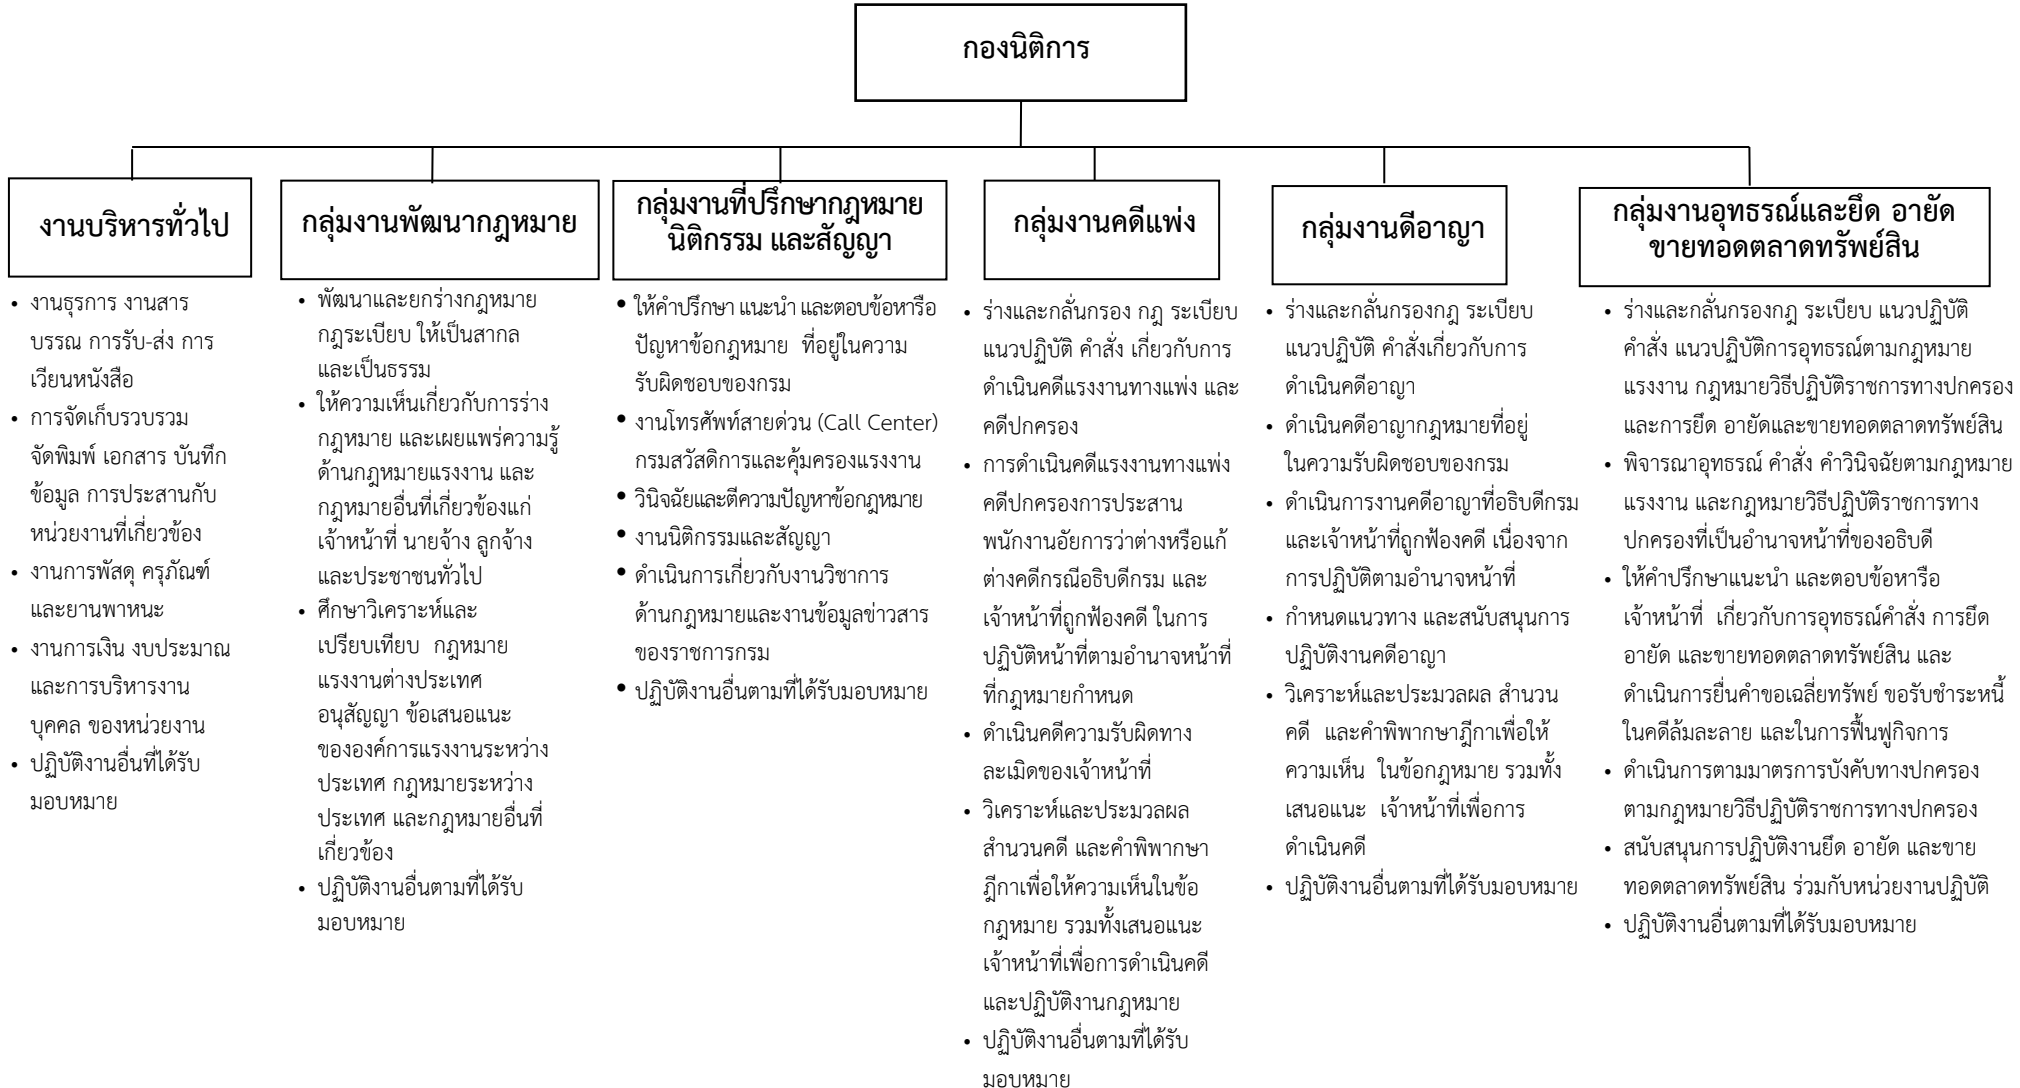 กองนิติการ
งานบริหารทั่วไป
• งานธุรการ งานสาร
บรรณ การรับ-ส่ง การ
เวียนหนังสือ
• การจัดเก็บรวบรวม
จัดพิมพ์ เอกสาร บันทึก
ข้อมูล การประสานกับ
หน่วยงานที่เกี่ยวข้อง
• งานการพัสดุ ครุภัณฑ์
และยานพาหนะ
• งานการเงิน งบประมาณ
และการบริหารงาน
บุคคล ของหน่วยงาน
• ปฏิบัติงานอื่นที่ได้รับ
มอบหมาย
กลุ่มงานพัฒนากฎหมาย
• พัฒนาและยกร่างกฎหมาย
กฎระเบียบ ให้เป็นสากล
และเป็นธรรม
• ให้ความเห็นเกี่ยวกับการร่าง
กฎหมาย และเผยแพร่ความรู้
ด้านกฎหมายแรงงาน และ
กฎหมายอื่นที่เกี่ยวข้องแก่
เจ้าหน้าที่ นายจ้าง ลูกจ้าง
และประชาชนทั่วไป
• ศึกษาวิเคราะห์และ
เปรียบเทียบ กฎหมาย
แรงงานต่างประเทศ
อนุสัญญา ข้อเสนอแนะ
ขององค์การแรงงานระหว่าง
ประเทศ กฎหมายระหว่าง
ประเทศ และกฎหมายอื่นที่
เกี่ยวข้อง
• ปฏิบัติงานอื่นตามที่ได้รับ
มอบหมาย
กลุ่มงานที่ปรึกษากฎหมาย
นิติกรรม และสัญญา
• ให้คำปรึกษา แนะนำ และตอบข้อหารือ
ปัญหาข้อกฎหมาย ที่อยู่ในความ
รับผิดชอบของกรม
• งานโทรศัพท์สายด่วน (Call Center)
กรมสวัสดิการและคุ้มครองแรงงาน
• วินิจฉัยและตีความปัญหาข้อกฎหมาย
• งานนิติกรรมและสัญญา
• ดำเนินการเกี่ยวกับงานวิชาการ
ด้านกฎหมายและงานข้อมูลข่าวสาร
ของราชการกรม
• ปฏิบัติงานอื่นตามที่ได้รับมอบหมาย
กลุ่มงานคดีแพ่ง
• ร่างและกลั่นกรอง กฎ ระเบียบ
แนวปฏิบัติ คำสั่ง เกี่ยวกับการ
ดำเนินคดีแรงงานทางแพ่ง และ
คดีปกครอง
• การดำเนินคดีแรงงานทางแพ่ง
คดีปกครองการประสาน
พนักงานอัยการว่าต่างหรือแก้
ต่างคดีกรณีอธิบดีกรม และ
เจ้าหน้าที่ถูกฟ้องคดี ในการ
ปฏิบัติหน้าที่ตามอำนาจหน้าที่
ที่กฎหมายกำหนด
• ดำเนินคดีความรับผิดทาง
ละเมิดของเจ้าหน้าที่
• วิเคราะห์และประมวลผล
สำนวนคดี และคำพิพากษา
ฎีกาเพื่อให้ความเห็นในข้อ
กฎหมาย รวมทั้งเสนอแนะ
เจ้าหน้าที่เพื่อการดำเนินคดี
และปฏิบัติงานกฎหมาย
• ปฏิบัติงานอื่นตามที่ได้รับ
มอบหมาย
กลุ่มงานดีอาญา
• ร่างและกลั่นกรองกฎ ระเบียบ
แนวปฏิบัติ คำสั่งเกี่ยวกับการ
ดำเนินคดีอาญา
• ดำเนินคดีอาญากฎหมายที่อยู่
ในความรับผิดชอบของกรม
• ดำเนินการงานคดีอาญาที่อธิบดีกรม
และเจ้าหน้าที่ถูกฟ้องคดี เนื่องจาก
การปฏิบัติตามอำนาจหน้าที่
• กำหนดแนวทาง และสนับสนุนการ
ปฏิบัติงานคดีอาญา
• วิเคราะห์และประมวลผล สำนวน
คดี และคำพิพากษาฎีกาเพื่อให้
ความเห็น ในข้อกฎหมาย รวมทั้ง
เสนอแนะ เจ้าหน้าที่เพื่อการ
ดำเนินคดี
• ปฏิบัติงานอื่นตามที่ได้รับมอบหมาย
กลุ่มงานอุทธรณ์และยึด อายัด
ขายทอดตลาดทรัพย์สิน
• ร่างและกลั่นกรองกฎ ระเบียบ แนวปฏิบัติ
คำสั่ง แนวปฏิบัติการอุทธรณ์ตามกฎหมาย
แรงงาน กฎหมายวิธีปฏิบัติราชการทางปกครอง
และการยึด อายัดและขายทอดตลาดทรัพย์สิน
• พิจารณาอุทธรณ์ คำสั่ง คำวินิจฉัยตามกฎหมาย
แรงงาน และกฎหมายวิธีปฏิบัติราชการทาง
ปกครองที่เป็นอำนาจหน้าที่ของอธิบดี
• ให้คำปรึกษาแนะนำ และตอบข้อหารือ
เจ้าหน้าที่ เกี่ยวกับการอุทธรณ์คำสั่ง การยึด
อายัด และขายทอดตลาดทรัพย์สิน และ
ดำเนินการยื่นคำขอเฉลี่ยทรัพย์ ขอรับชำระหนี้
ในคดีล้มละลาย และในการฟื้นฟูกิจการ
• ดำเนินการตามมาตรการบังคับทางปกครอง
ตามกฎหมายวิธีปฏิบัติราชการทางปกครอง
• สนับสนุนการปฏิบัติงานยึด อายัด และขาย
ทอดตลาดทรัพย์สิน ร่วมกับหน่วยงานปฏิบัติ
• ปฏิบัติงานอื่นตามที่ได้รับมอบหมาย